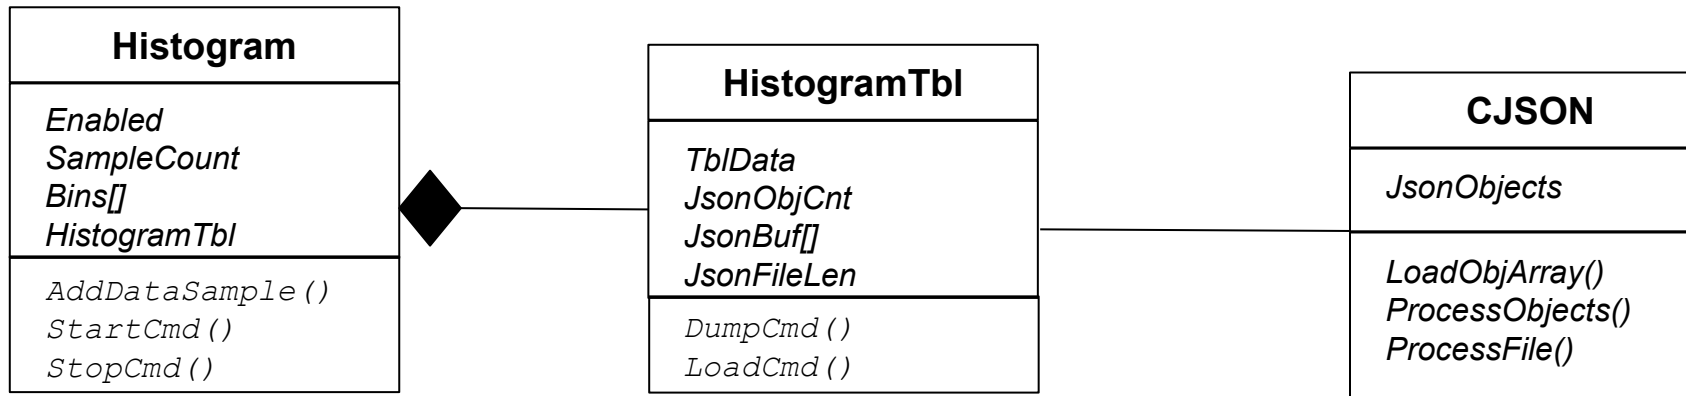 Histogram
Enabled
SampleCount
Bins[]
HistogramTbl
AddDataSample()
StartCmd()
StopCmd()
HistogramTbl
TblData
JsonObjCnt
JsonBuf[]
JsonFileLen
DumpCmd()
LoadCmd()
CJSON
JsonObjects
LoadObjArray()
ProcessObjects()
ProcessFile()